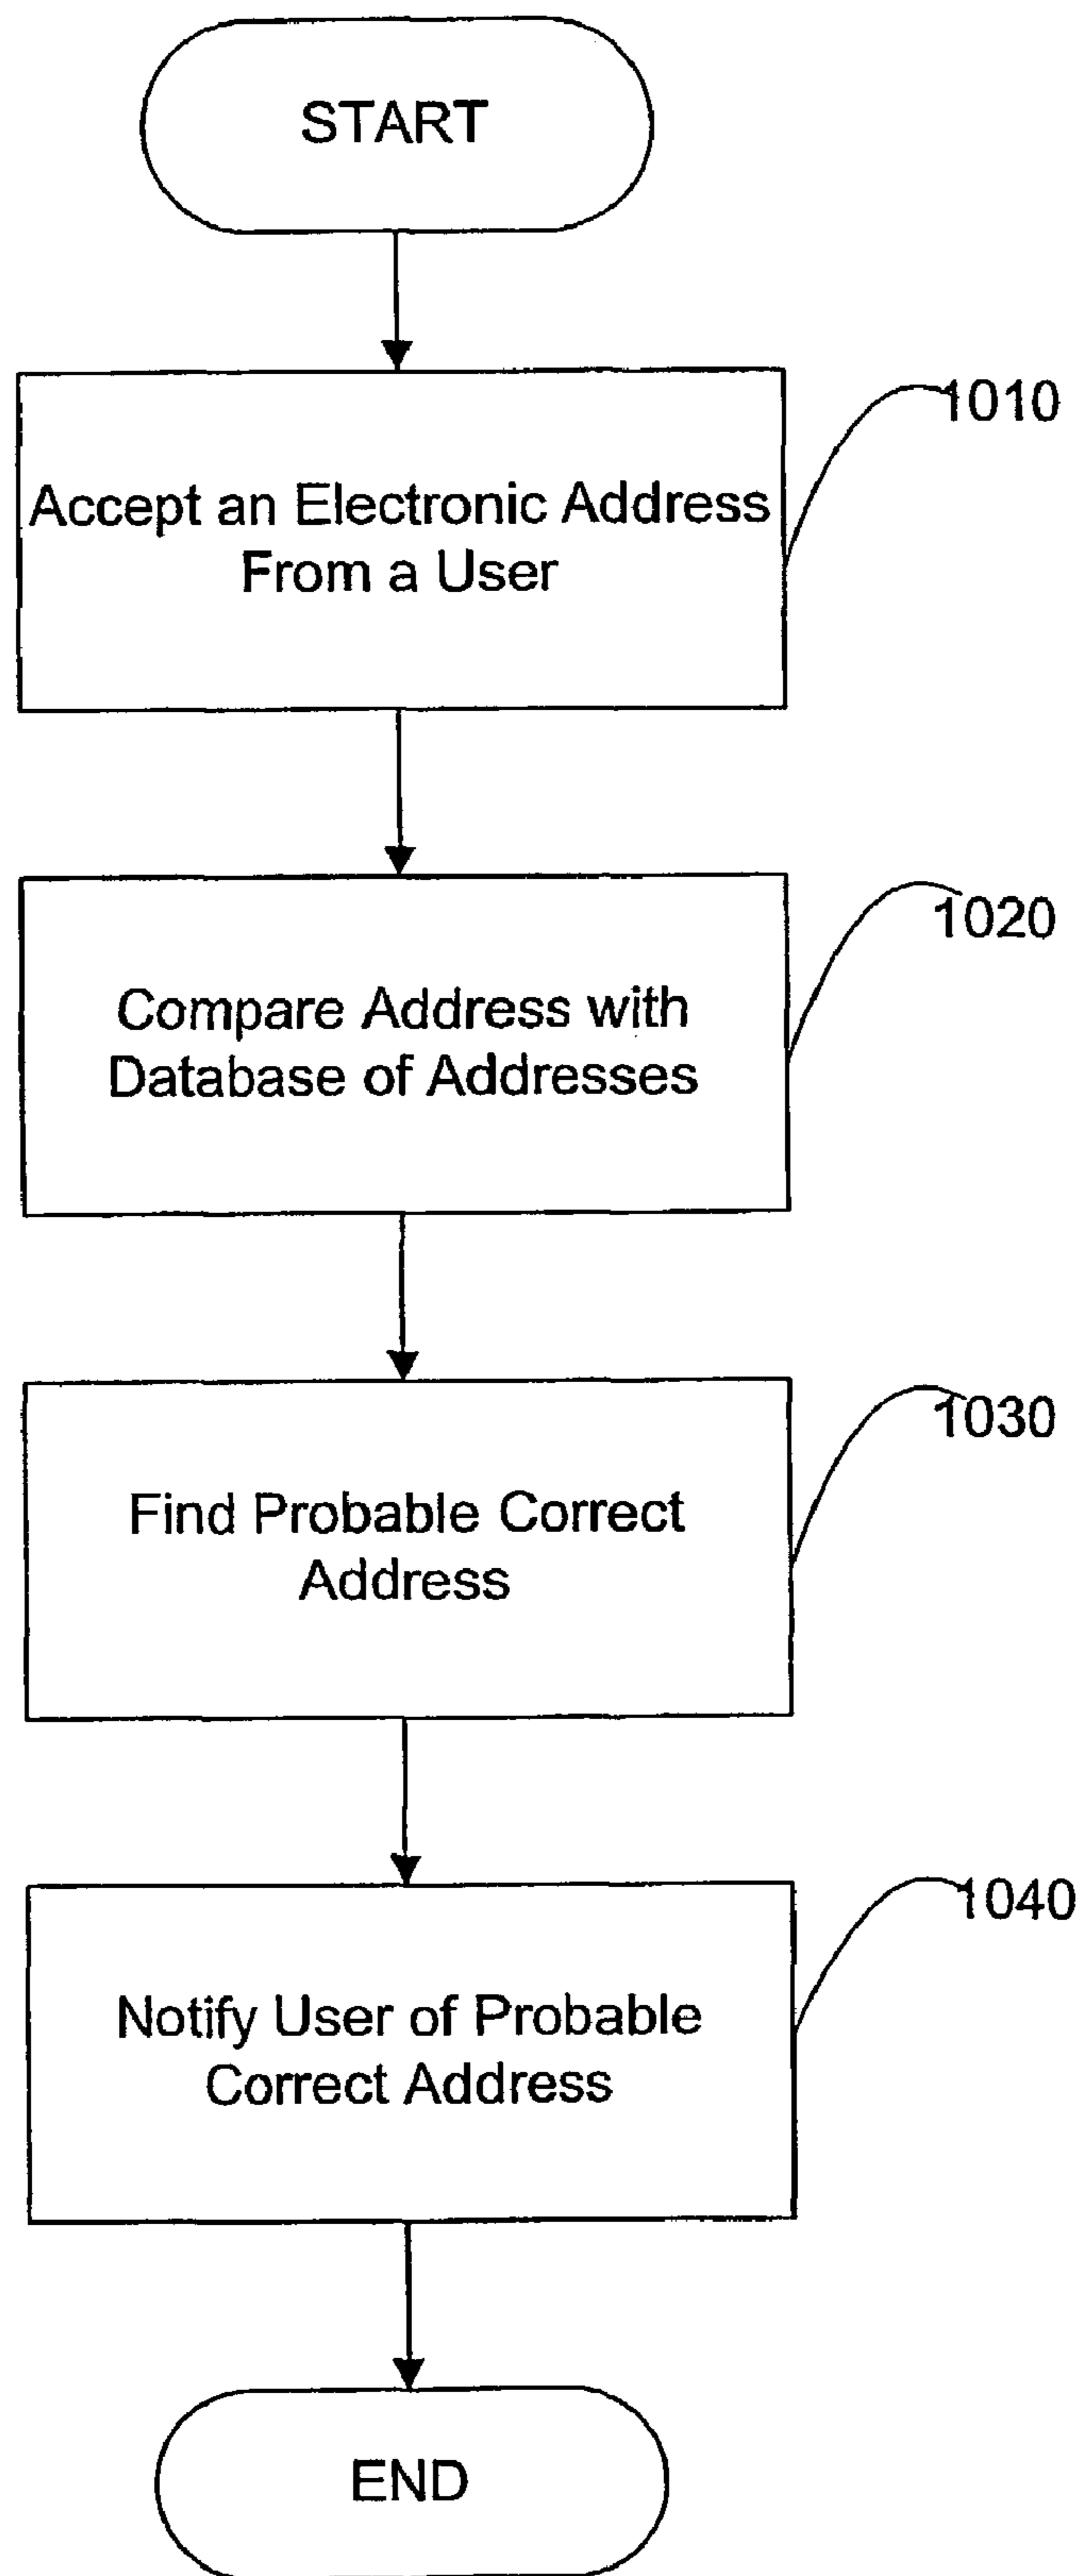 START
1010
Accept an Electronic Address
From a User
1020
Compare Address with
Database of Addresses
1030
Find Probable Correct
Address
1040
Notify User of Probable
Correct Address
END